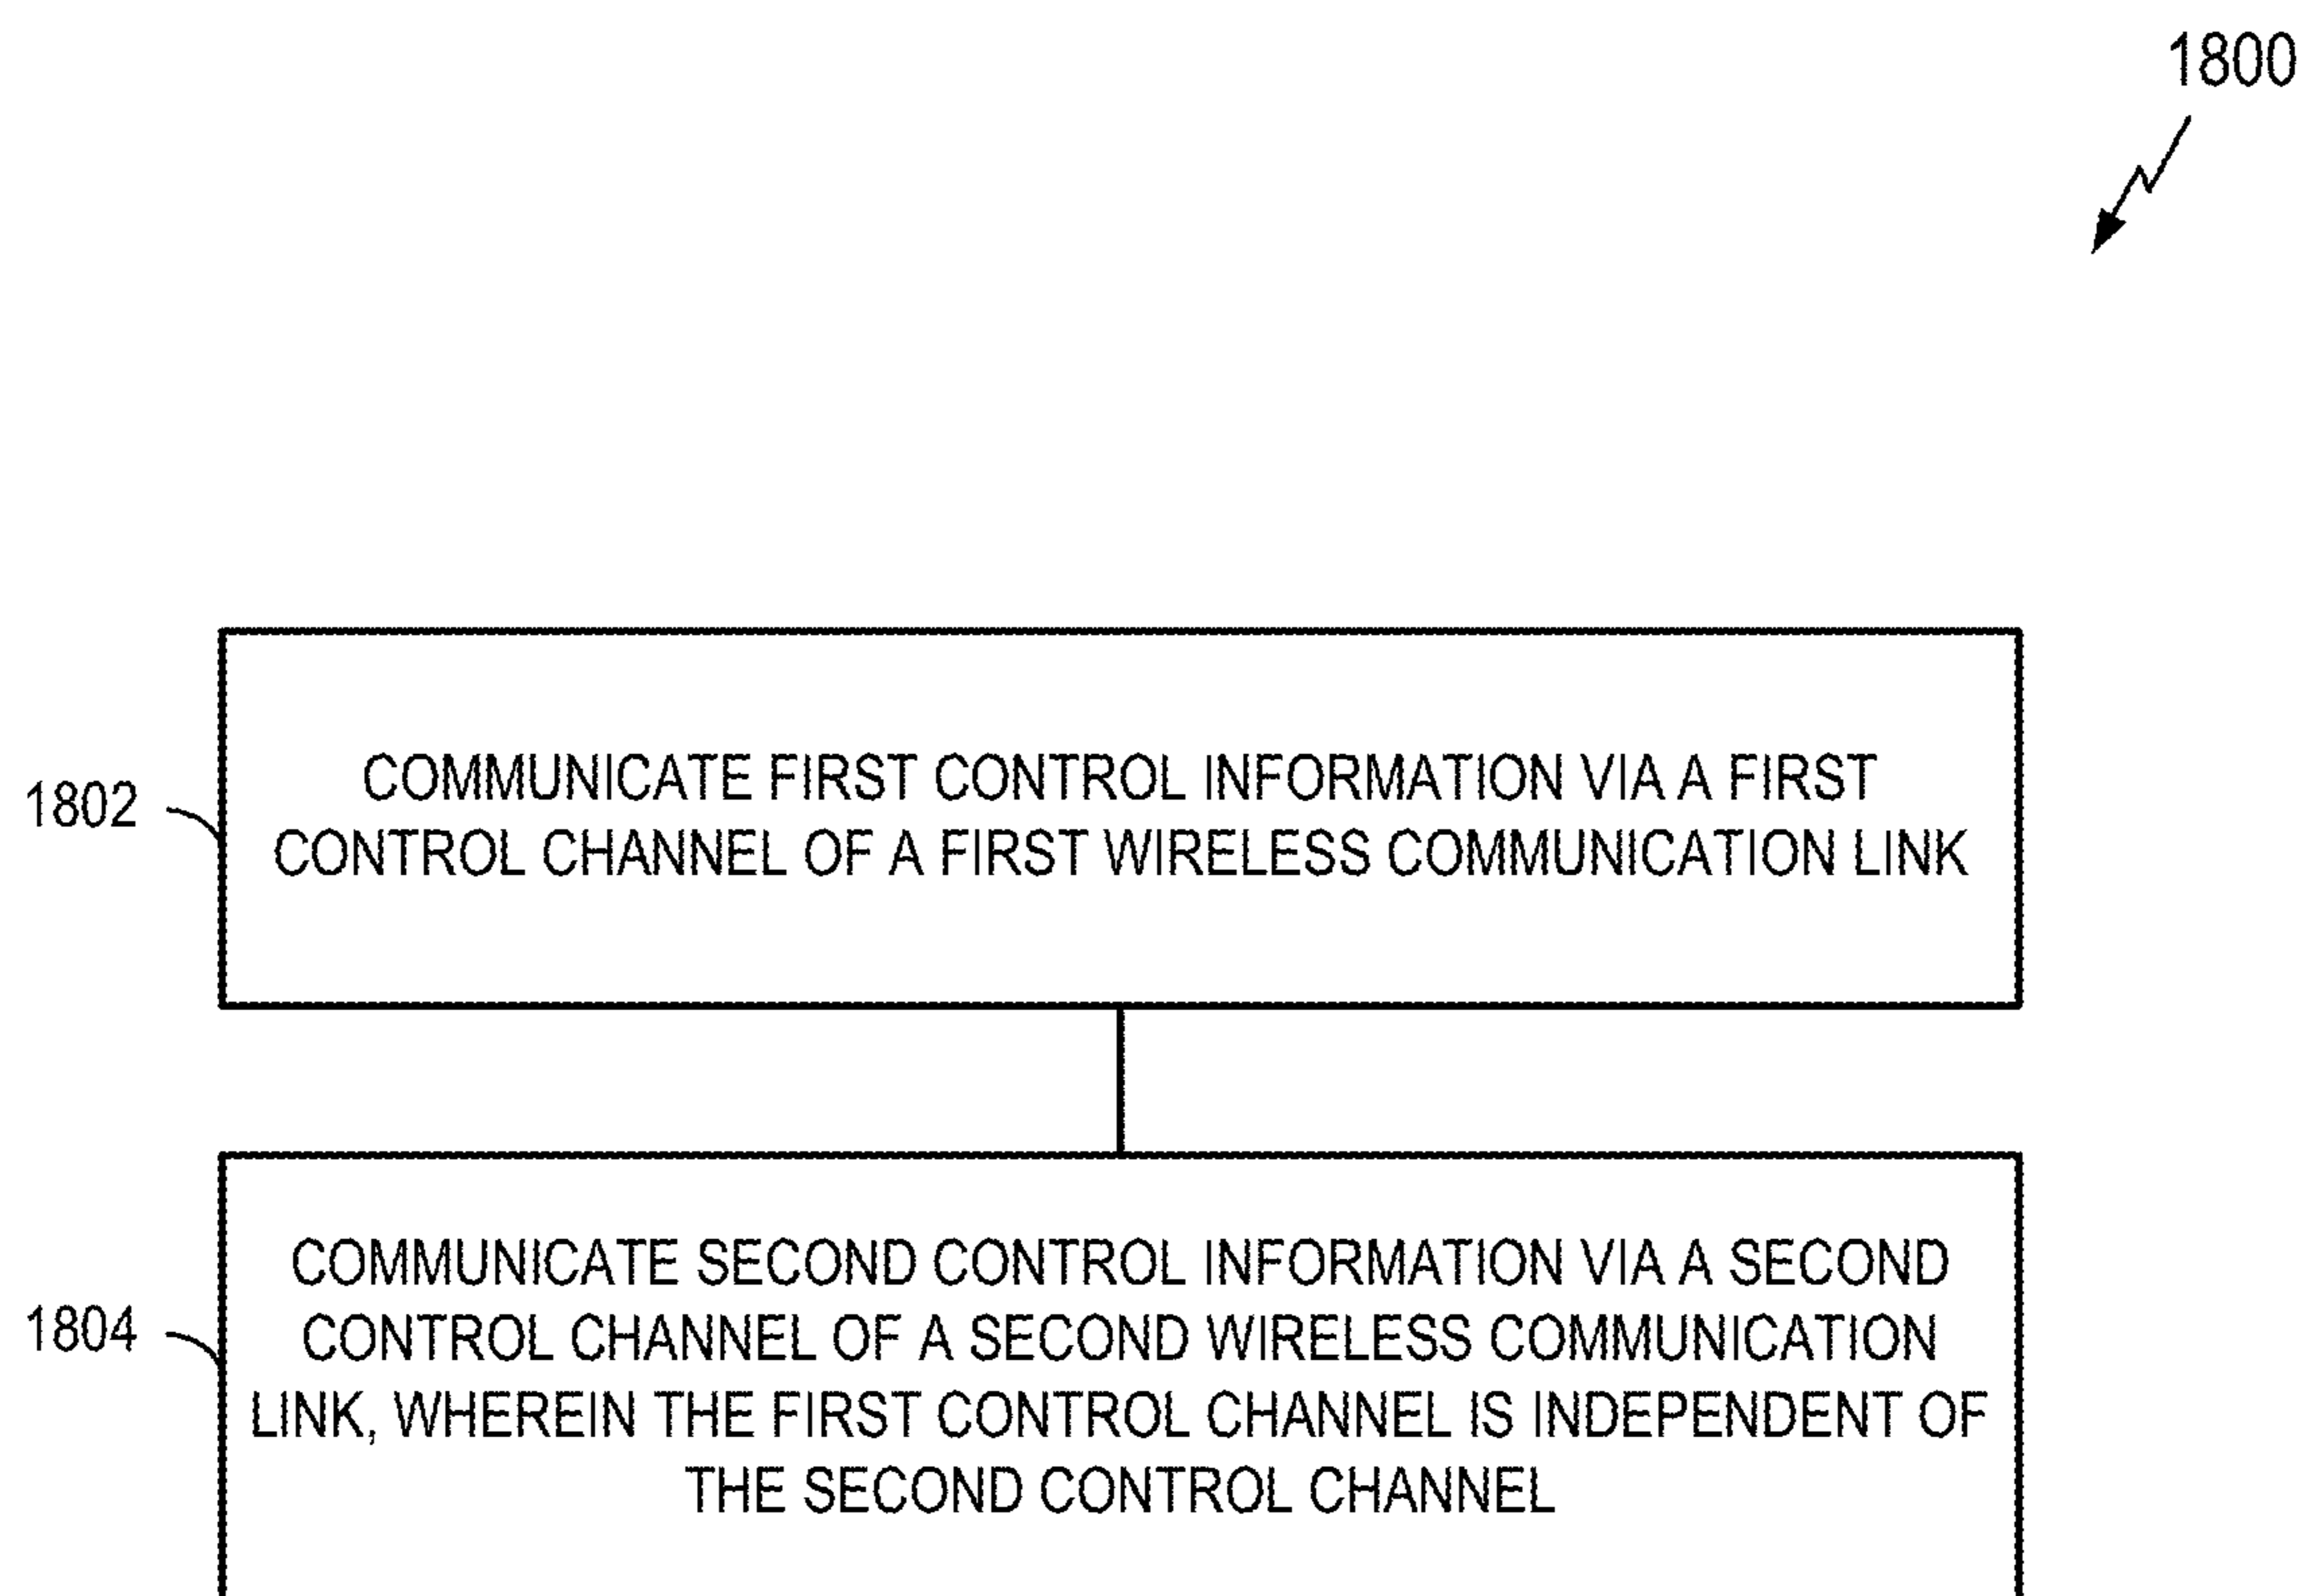 1800
1802
COMMUNICATE FIRST CONTROL INFORMATION VIA A FIRST
CONTROL CHANNEL OF A FIRST WIRELESS COMMUNICATION LINK
1804
COMMUNICATE SECOND CONTROL INFORMATION VIA A SECOND
CONTROL CHANNEL OF A SECOND WIRELESS COMMUNICATION
LINK, WHEREIN THE FIRST CONTROL CHANNEL IS INDEPENDENT OF
THE SECOND CONTROL CHANNEL